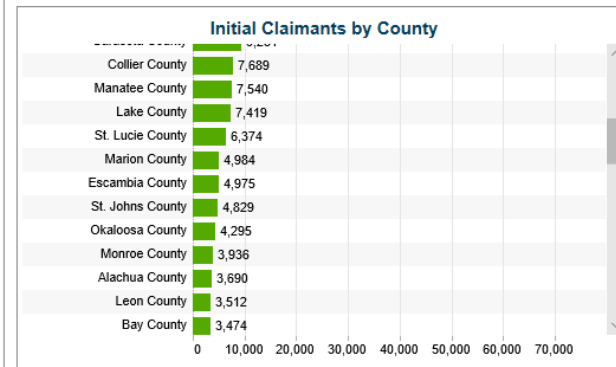 Initial Claimants by County
Collier County 7,689
Manatee County 7,540
Lake County 7,419
St. Lucie County 6,374
Marion County 4,984
Escambia County 4,975
St. Johns County 4,829
Okaloosa County 4,295
Monroe County 3,936
Alachua County 3,690
Leon County 3,512
Bay County 3,474
0 10,000 20,000 30,000 40,000 50,000 60,000 70,000